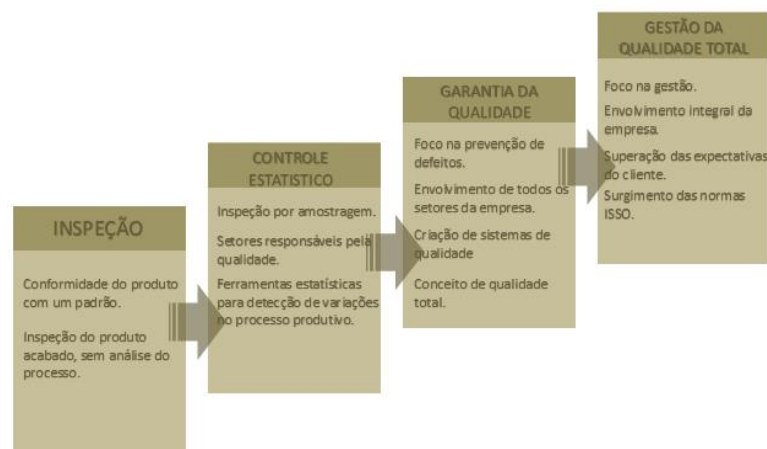 INSPEÇÃO
Conformidade do produto
com um padrão.
Inspeção do produto
acabado, sem análise do
processo.
CONTROLE
ESTATISTICO
Inspeção por amostragem.
Setores responsáveis pela
qualidade.
Ferramentas estatísticas
para detecção de variações
no processo produtivo.
GARANTIA DA
QUALIDADE
Foco na prevenção de
defeitos.
Envolvimento de todos os
setores da empresa.
Criação de sistemas de
qualidade
Conceito de qualidade
total.
GESTÃO DA
QUALIDADE TOTAL
Foco na gestão.
Envolvimento integral da
empresa.
Superação das expectativas
do cliente.
Surgimento das normas
ISSO.